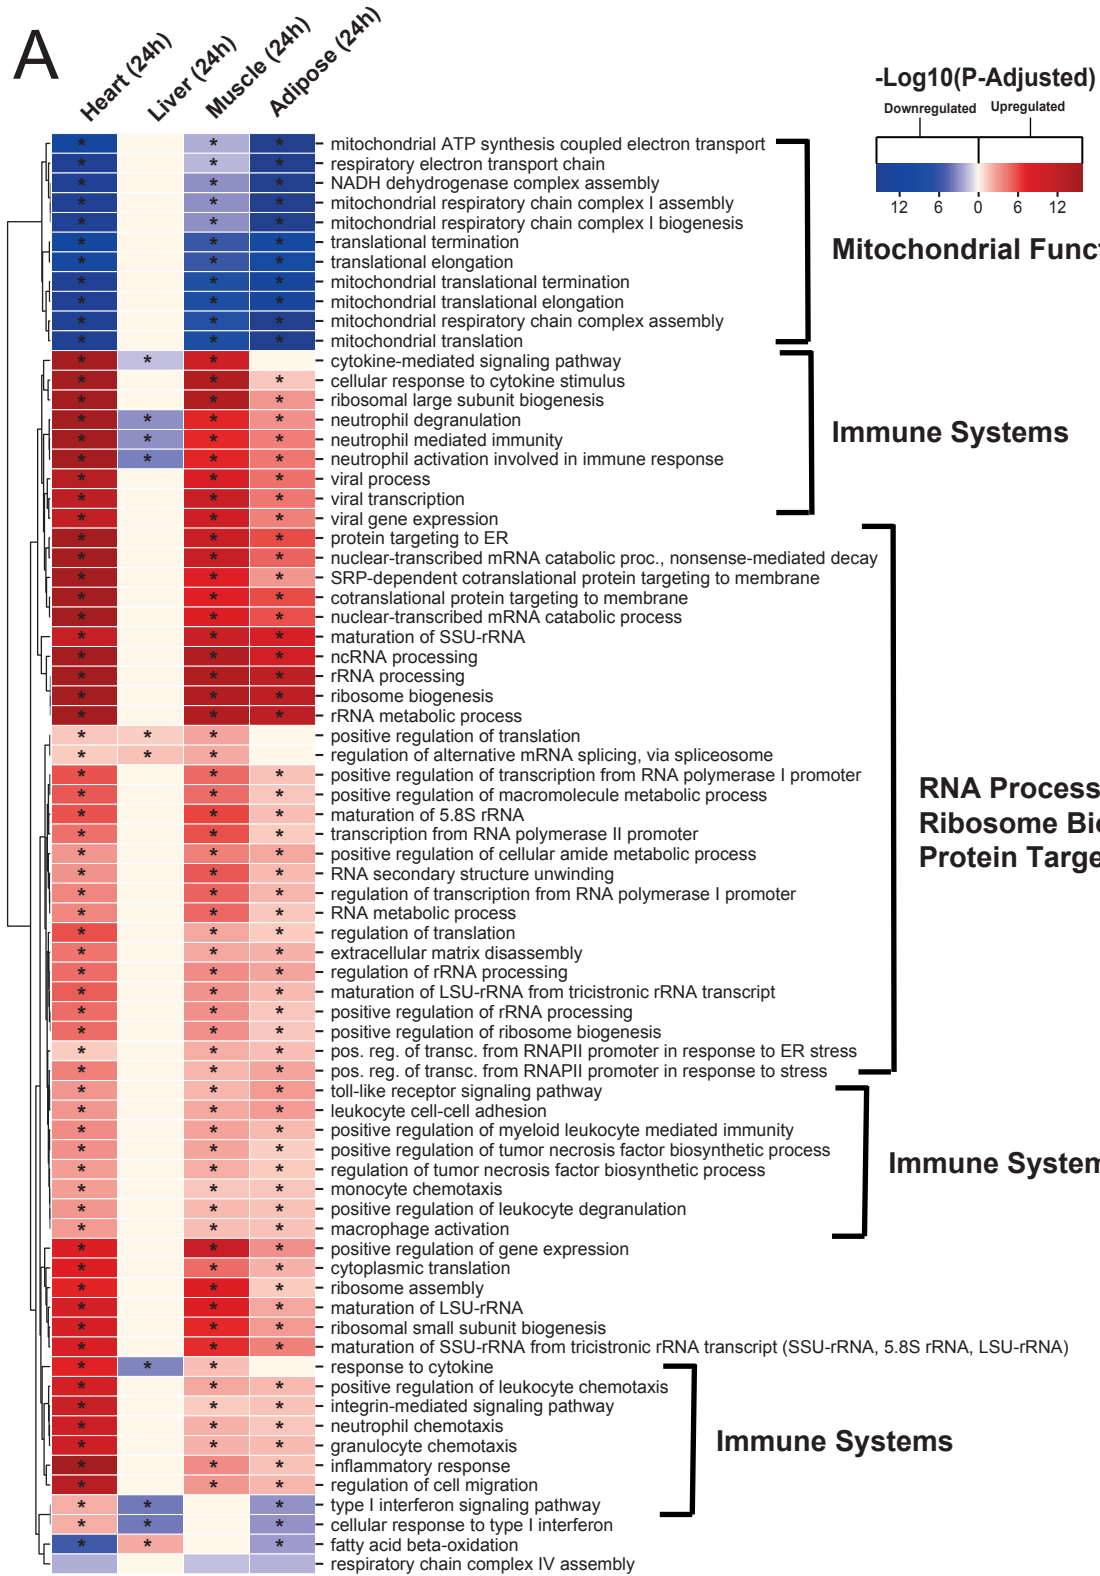 A
Heart (24h)
Liver (24h)
Muscle (24h)
Adipose (24h)
-Log10(P-Adjusted)
Downregulated Upregulated
12 6 0 6 12
mitochondrial ATP synthesis coupled electron transport
respiratory electron transport chain
NADH dehydrogenase complex assembly
mitochondrial respiratory chain complex I assembly
mitochondrial respiratory chain complex I biogenesis
translational termination
translational elongation
mitochondrial translational termination
mitochondrial translational elongation
mitochondrial respiratory chain complex assembly
mitochondrial translation
Mitochondrial Func
cytokine-mediated signaling pathway
cellular response to cytokine stimulus
ribosomal large subunit biogenesis
neutrophil degranulation
neutrophil mediated immunity
neutrophil activation involved in immune response
viral process
viral transcription
viral gene expression
Immune Systems
protein targeting to ER
nuclear-transcribed mRNA catabolic proc., nonsense-mediated decay
SRP-dependent cotranslational protein targeting to membrane
cotranslational protein targeting to membrane
nuclear-transcribed mRNA catabolic process
maturation of SSU-rRNA
ncRNA processing
rRNA processing
ribosome biogenesis
rRNA metabolic process
positive regulation of translation
regulation of alternative mRNA splicing, via spliceosome
positive regulation of transcription from RNA polymerase I promoter
positive regulation of macromolecule metabolic process
maturation of 5.8S rRNA
transcription from RNA polymerase II promoter
positive regulation of cellular amide metabolic process
RNA secondary structure unwinding
regulation of transcription from RNA polymerase I promoter
RNA metabolic process
regulation of translation
extracellular matrix disassembly
regulation of rRNA processing
maturation of LSU-rRNA from tricistronic rRNA transcript
positive regulation of rRNA processing
positive regulation of ribosome biogenesis
pos. reg. of transc. from RNAPII promoter in response to ER stress
pos. reg. of transc. from RNAPII promoter in response to stress
RNA Process
Ribosome Bi
Protein Targe
toll-like receptor signaling pathway
leukocyte cell-cell adhesion
positive regulation of myeloid leukocyte mediated immunity
positive regulation of tumor necrosis factor biosynthetic process
regulation of tumor necrosis factor biosynthetic process
monocyte chemotaxis
positive regulation of leukocyte degranulation
macrophage activation
Immune System
positive regulation of gene expression
cytoplasmic translation
ribosome assembly
maturation of LSU-rRNA
ribosomal small subunit biogenesis
maturation of SSU-rRNA from tricistronic rRNA transcript (SSU-rRNA, 5.8S rRNA, LSU-rRNA)
response to cytokine
positive regulation of leukocyte chemotaxis
integrin-mediated signaling pathway
neutrophil chemotaxis
granulocyte chemotaxis
inflammatory response
regulation of cell migration
type I interferon signaling pathway
Immune Systems
cellular response to type I interferon
fatty acid beta-oxidation
respiratory chain complex IV assembly